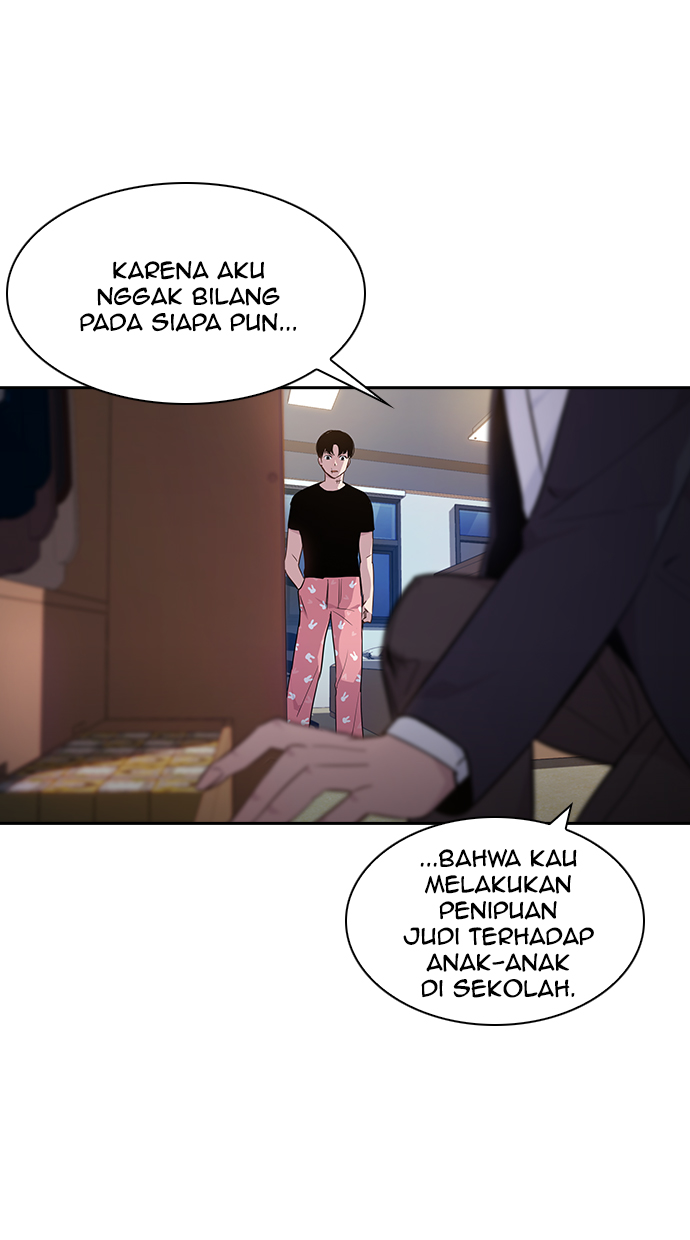 KARENA AKU
NGGAK BILANG
PADA SIAPA PUN...
...BAHWA KAU
MELAKUKAN
PENIPUAN
JUDI TERHADAP
ANAK-ANAK
DI SEKOLAH.